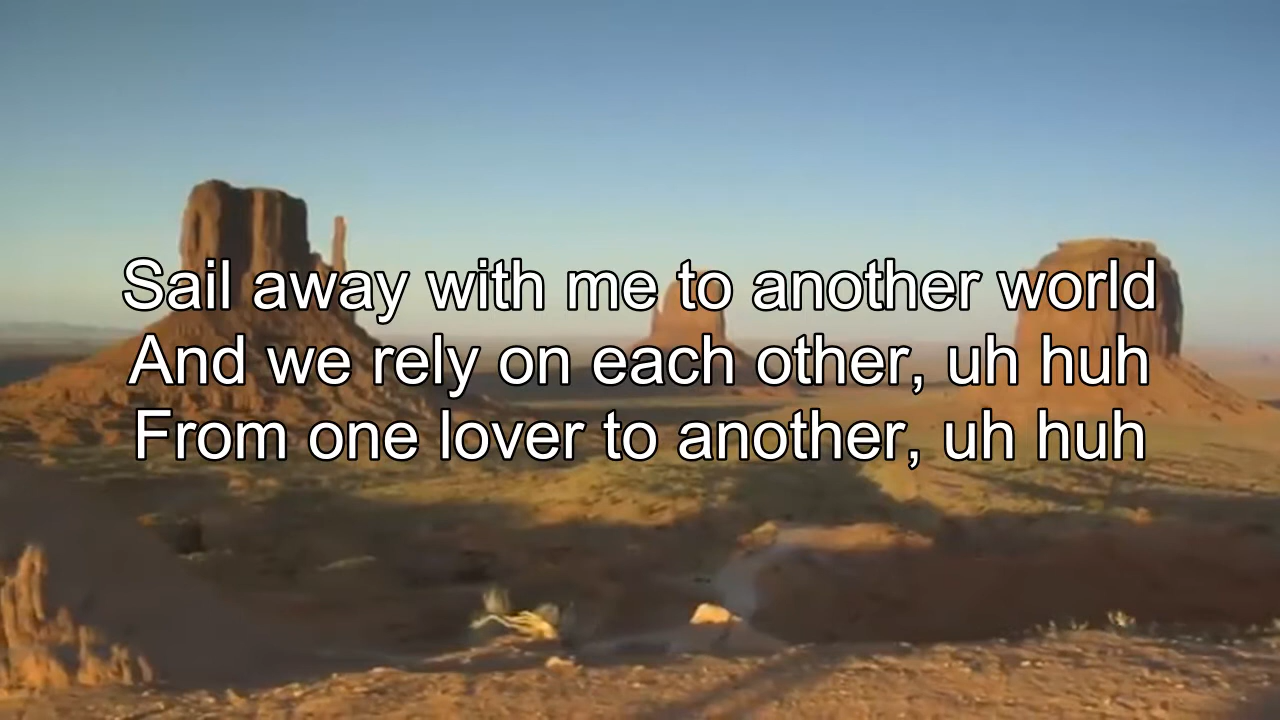 Sail away with me to another world
And we rely on each other, uh huh
From one lover to another, uh huh